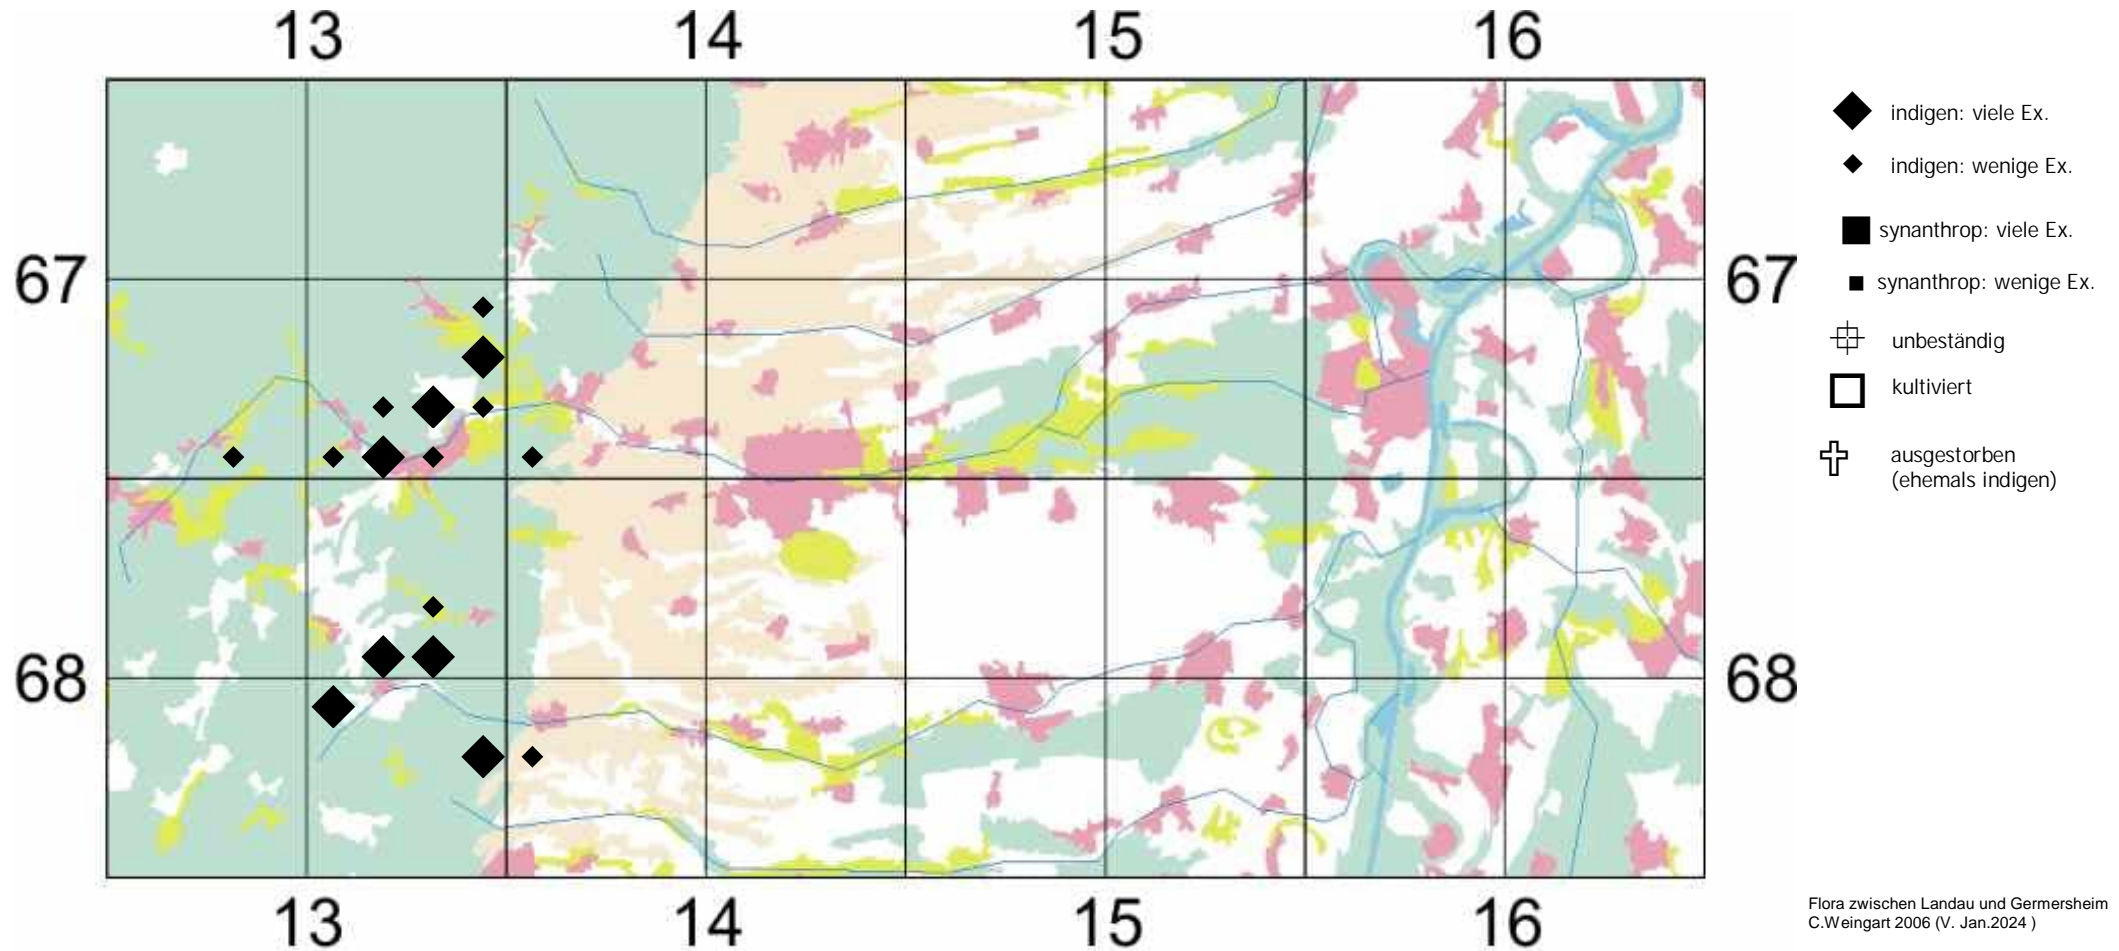 13 14 15 16
67 67
68 68
13 14 15 16
indigen: viele Ex.
indigen: wenige Ex.
synanthrop: viele Ex.
synanthrop: wenige Ex.
unbeständig
kultiviert
ausgestorben
(ehemals indigen)
Flora zwischen Landau und Germersheim
C.Weingart 2006 (V. Jan.2024 )